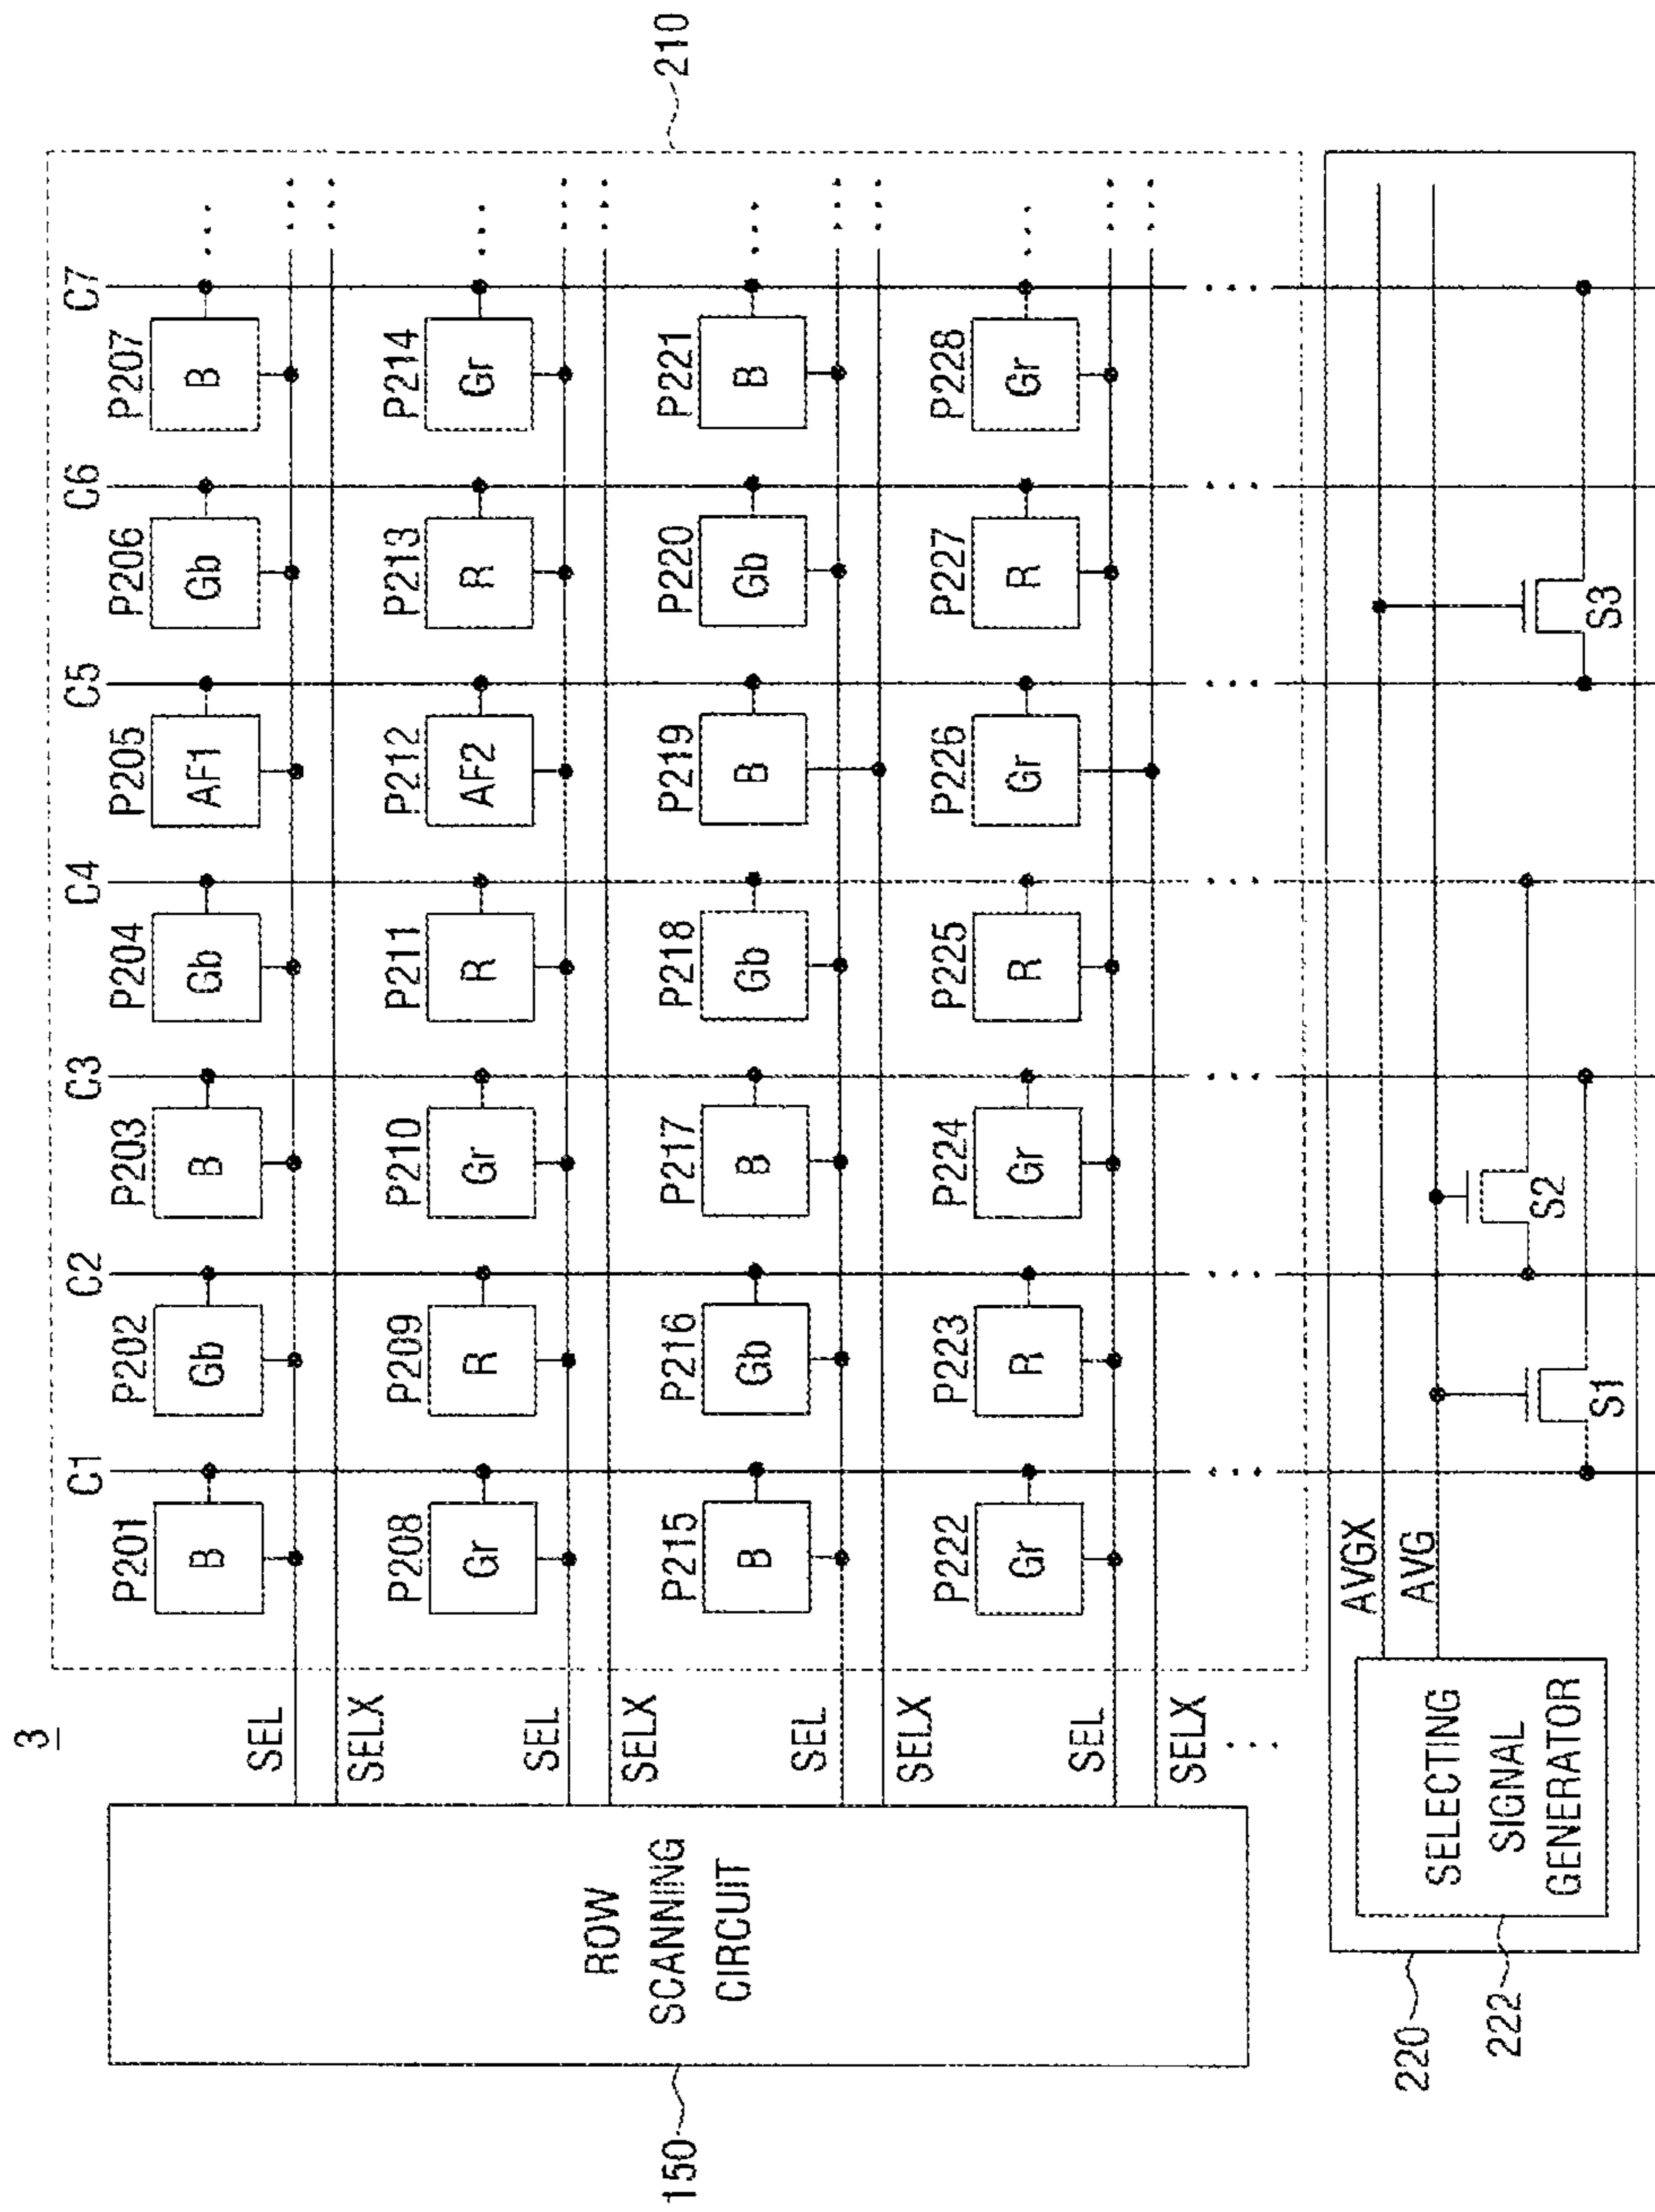 3
C1 C2 C3 C4 C5 C6 C7
P201 P202 P203 P204 P205 P206 P207
B Gb B Gb AF1 Gb B
SEL
SELX
P208 P209 P210 P211 P212 P213 P214
Gr R Gr R AF2 R Gr
SEL
SELX
210
P215 P216 P217 P218 P219 P220 P221
B Gb B Gb B Gb B
SEL
SELX
P222 P223 P224 P225 P226 P227 P228
Gr R Gr R Gr R Gr
SEL
SELX
ROW
SCANNING
CIRCUIT
150
AVGX
AVG
SELECTING
SIGNAL
GENERATOR
S1 S2 S3
220
222